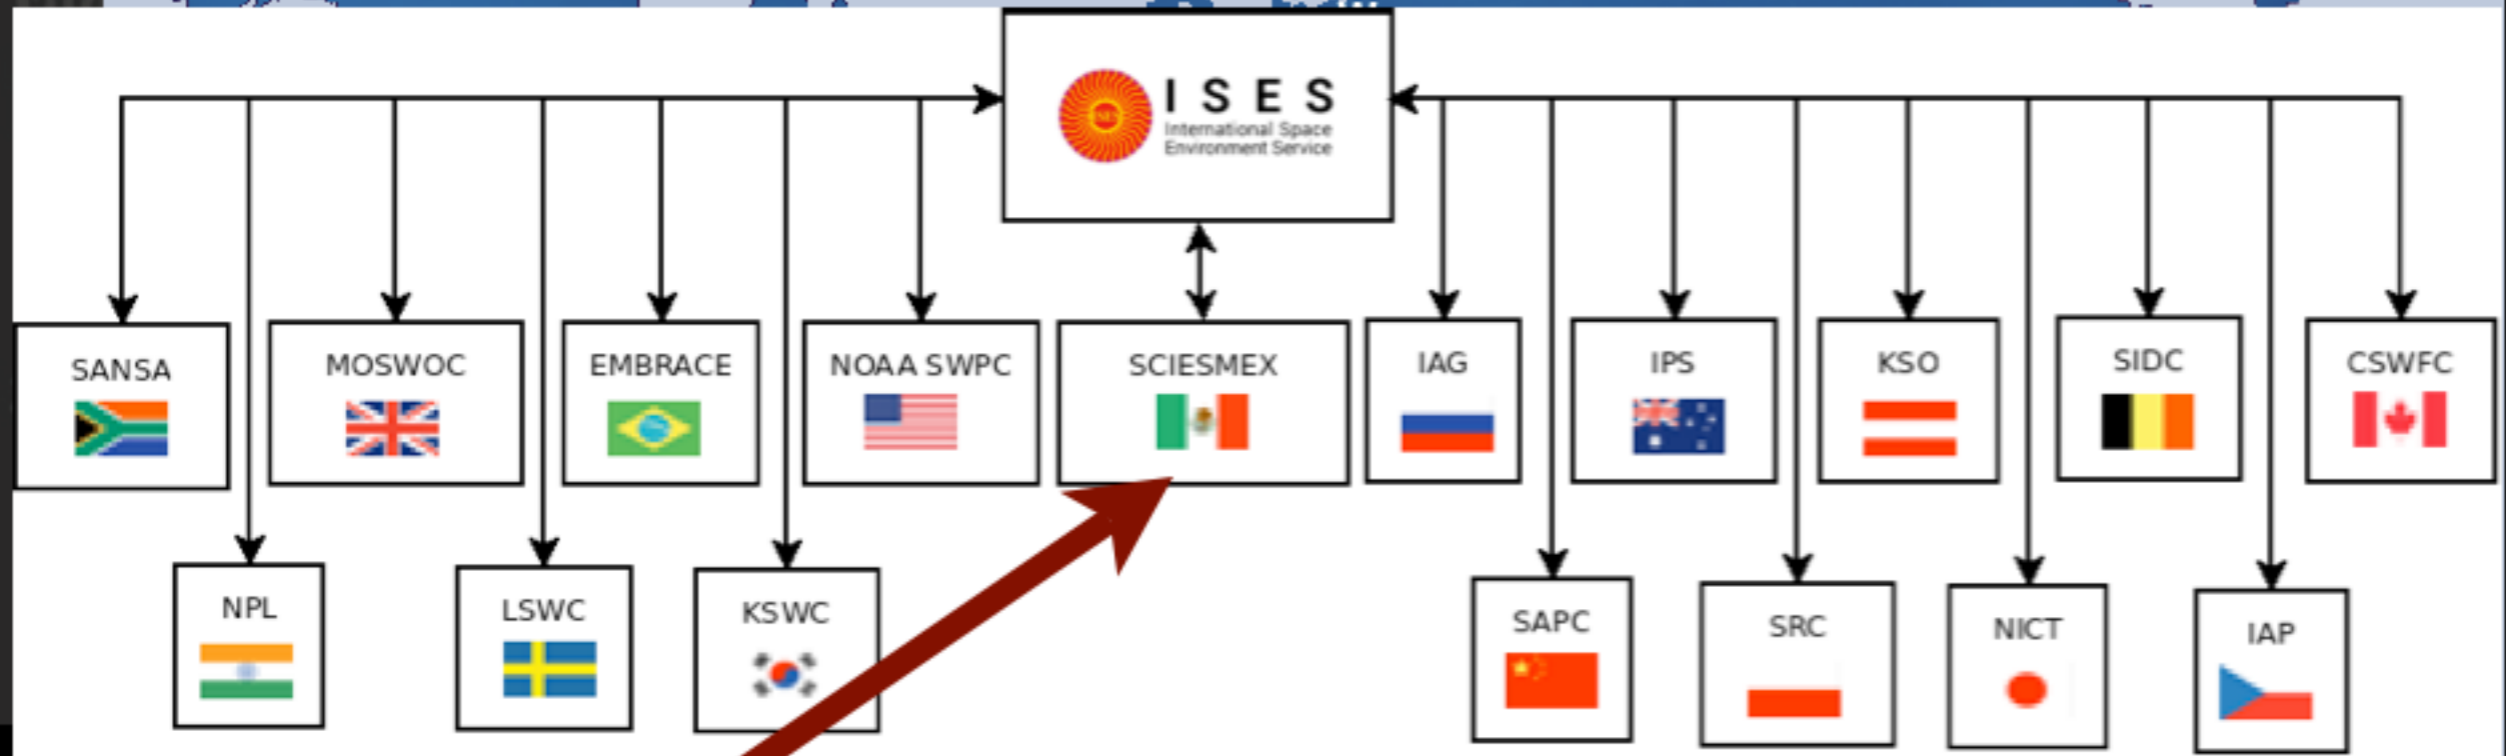 I S E S
International Space
Environment Service
SANSA
MOSWOC
EMBRACE
NOAA SWPC
SCIESMEX
IAG
IPS
KSO
SIDC
CSWFC
NPL
LSWC
KSWC
SAPC
SRC
NICT
IAP